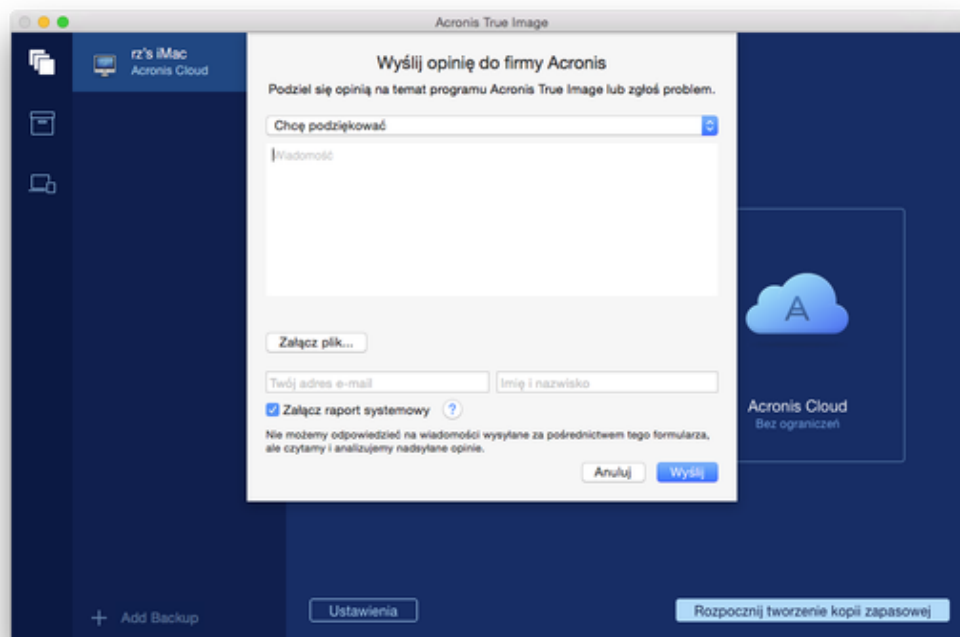 Acronis True Image
rz's iMac
Acronis Cloud
Wyślij opinię do firmy Acronis
Podziel się opinią na temat programu Acronis True Image lub zgłoś problem.
Chcę podziękować
Wiadomość
Załącz plik...
Twój adres e-mail
Imię i nazwisko
Załącz raport systemowy ?
Nie możemy odpowiedzieć na wiadomości wysyłane za pośrednictwem tego formularza,
ale czytamy i analizujemy nadsyłane opinie.
Anuluj
Wyślij
Acronis Cloud
Bez ograniczeń
Add Backup
Ustawienia
Rozpocznij tworzenie kopii zapasowej